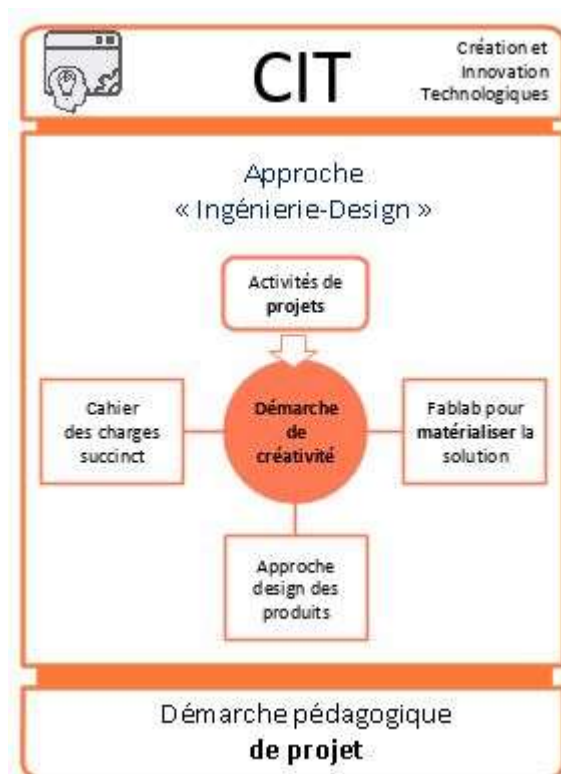 CIT
Création et
Innovation
Technologiques
Approche
« Ingénierie-Design »
Activités de
projets
Cahier
des charges
succinct
Démarche
de
créativité
Fablab pour
matérialiser la
solution
Approche
design des
produits
Démarche pédagogique
de projet